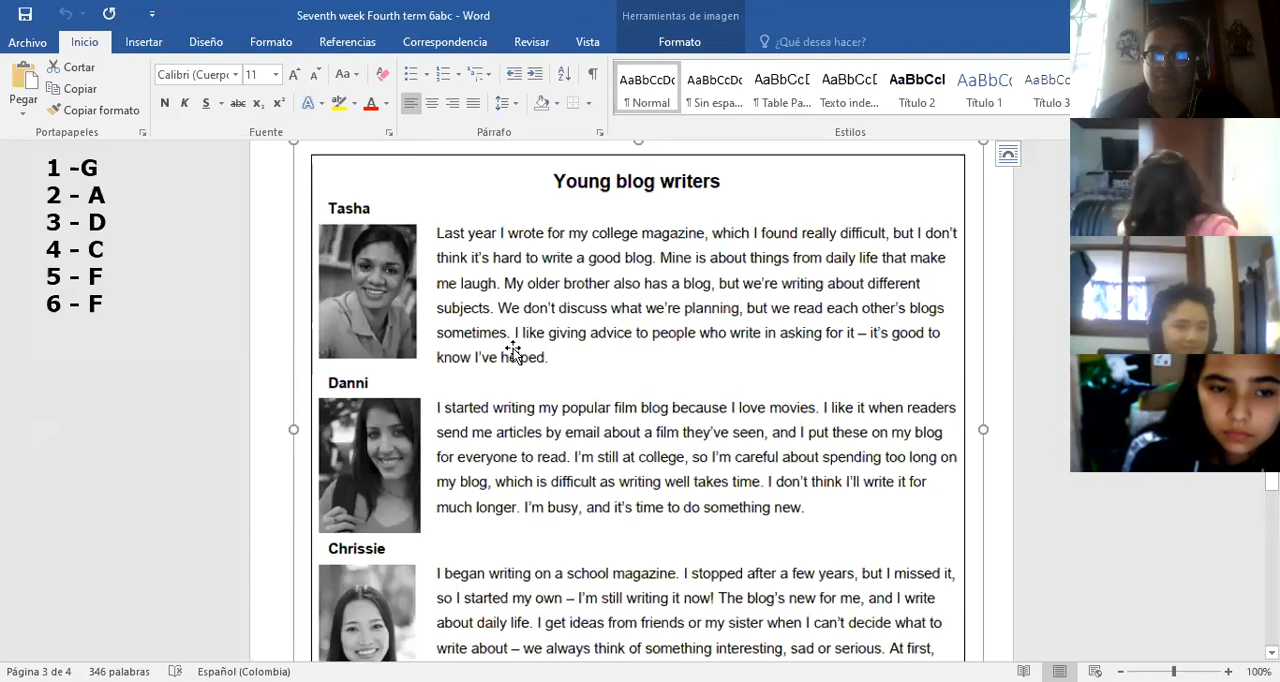 Seventh week Fourth term 6abc - Word
Herramientas de imagen
Archivo Inicio Insertar Diseño Formato Referencias Correspondencia Revisar Vista Formato ¿Qué desea hacer?
Pegar
Cortar
Copiar
Copiar formato
Portapapeles
Calibri (Cuerpo 11
N K S abc x₂ x²
Fuente
Párrafo
AaBbCcDc AaBbCcDc AaBbCcI AaBbCcI AaBbCcI AaBbCcI AaBbCcD
¶ Normal ¶ Sin espa... ¶ Table Pa... Texto inde... Título 2 Título 1 Título 3
Estilos
1 -G
2 - A
3 - D
4 - C
5 - F
6 - F
Young blog writers
Tasha
Last year I wrote for my college magazine, which I found really difficult, but I don’t
think it’s hard to write a good blog. Mine is about things from daily life that make
me laugh. My older brother also has a blog, but we’re writing about different
subjects. We don’t discuss what we’re planning, but we read each other’s blogs
sometimes. I like giving advice to people who write in asking for it – it’s good to
know I’ve helped.
Danni
I started writing my popular film blog because I love movies. I like it when readers
send me articles by email about a film they’ve seen, and I put these on my blog
for everyone to read. I’m still at college, so I’m careful about spending too long on
my blog, which is difficult as writing well takes time. I don’t think I’ll write it for
much longer. I’m busy, and it’s time to do something new.
Chrissie
I began writing on a school magazine. I stopped after a few years, but I missed it,
so I started my own – I’m still writing it now! The blog’s new for me, and I write
about daily life. I get ideas from friends or my sister when I can’t decide what to
write about – we always think of something interesting, sad or serious. At first,
Página 3 de 4 346 palabras Español (Colombia) 100%